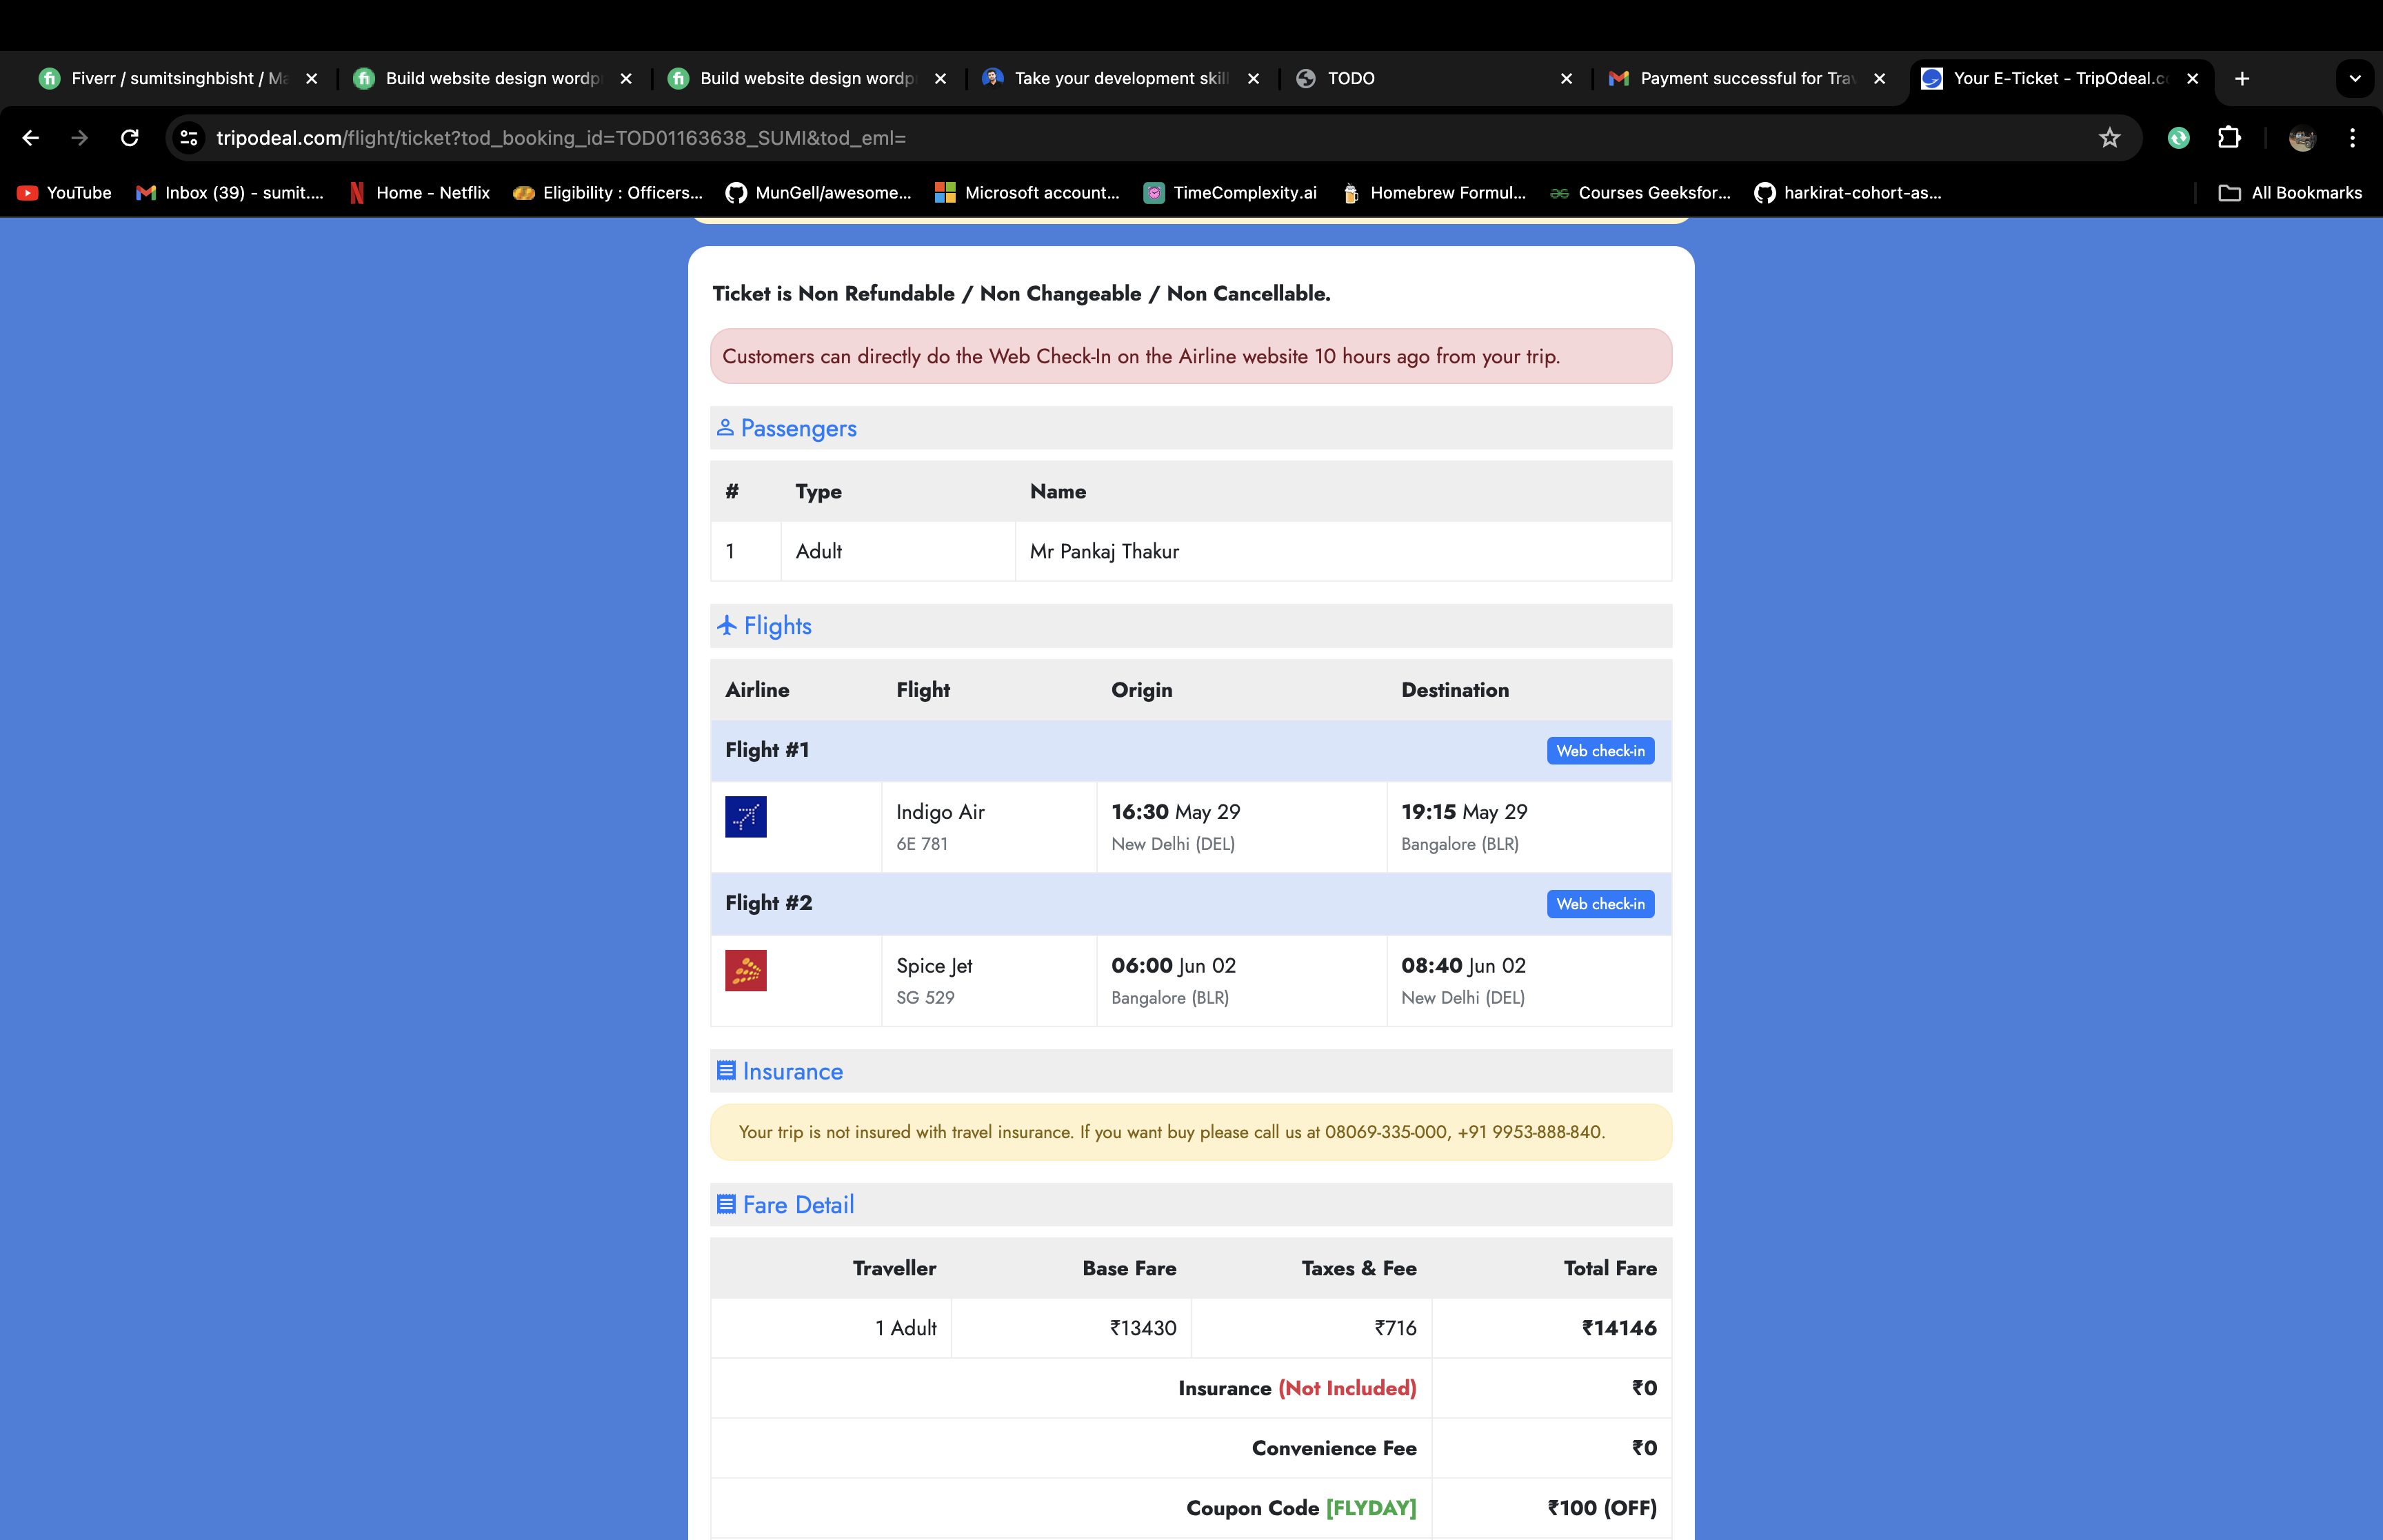 Fiverr / sumitsinghbisht / Ma
Build website design wordp
Build website design wordp
Take your development skill
TODO
Payment successful for Trav
Your E-Ticket - TripOdeal.co
tripodeal.com/flight/ticket?tod_booking_id=TOD01163638_SUMI&tod_eml=
YouTube
Inbox (39) - sumit....
Home - Netflix
Eligibility : Officers...
MunGell/awesome...
Microsoft account...
TimeComplexity.ai
Homebrew Formul...
Courses Geeksfor...
harkirat-cohort-as...
All Bookmarks
Ticket is Non Refundable / Non Changeable / Non Cancellable.
Customers can directly do the Web Check-In on the Airline website 10 hours ago from your trip.
Passengers
# Type Name
1 Adult Mr Pankaj Thakur
Flights
Airline Flight Origin Destination
Flight #1 Web check-in
Indigo Air 16:30 May 29 19:15 May 29
6E 781 New Delhi (DEL) Bangalore (BLR)
Flight #2 Web check-in
Spice Jet 06:00 Jun 02 08:40 Jun 02
SG 529 Bangalore (BLR) New Delhi (DEL)
Insurance
Your trip is not insured with travel insurance. If you want buy please call us at 08069-335-000, +91 9953-888-840.
Fare Detail
Traveller Base Fare Taxes & Fee Total Fare
1 Adult ₹13430 ₹716 ₹14146
Insurance (Not Included) ₹0
Convenience Fee ₹0
Coupon Code [FLYDAY] ₹100 (OFF)